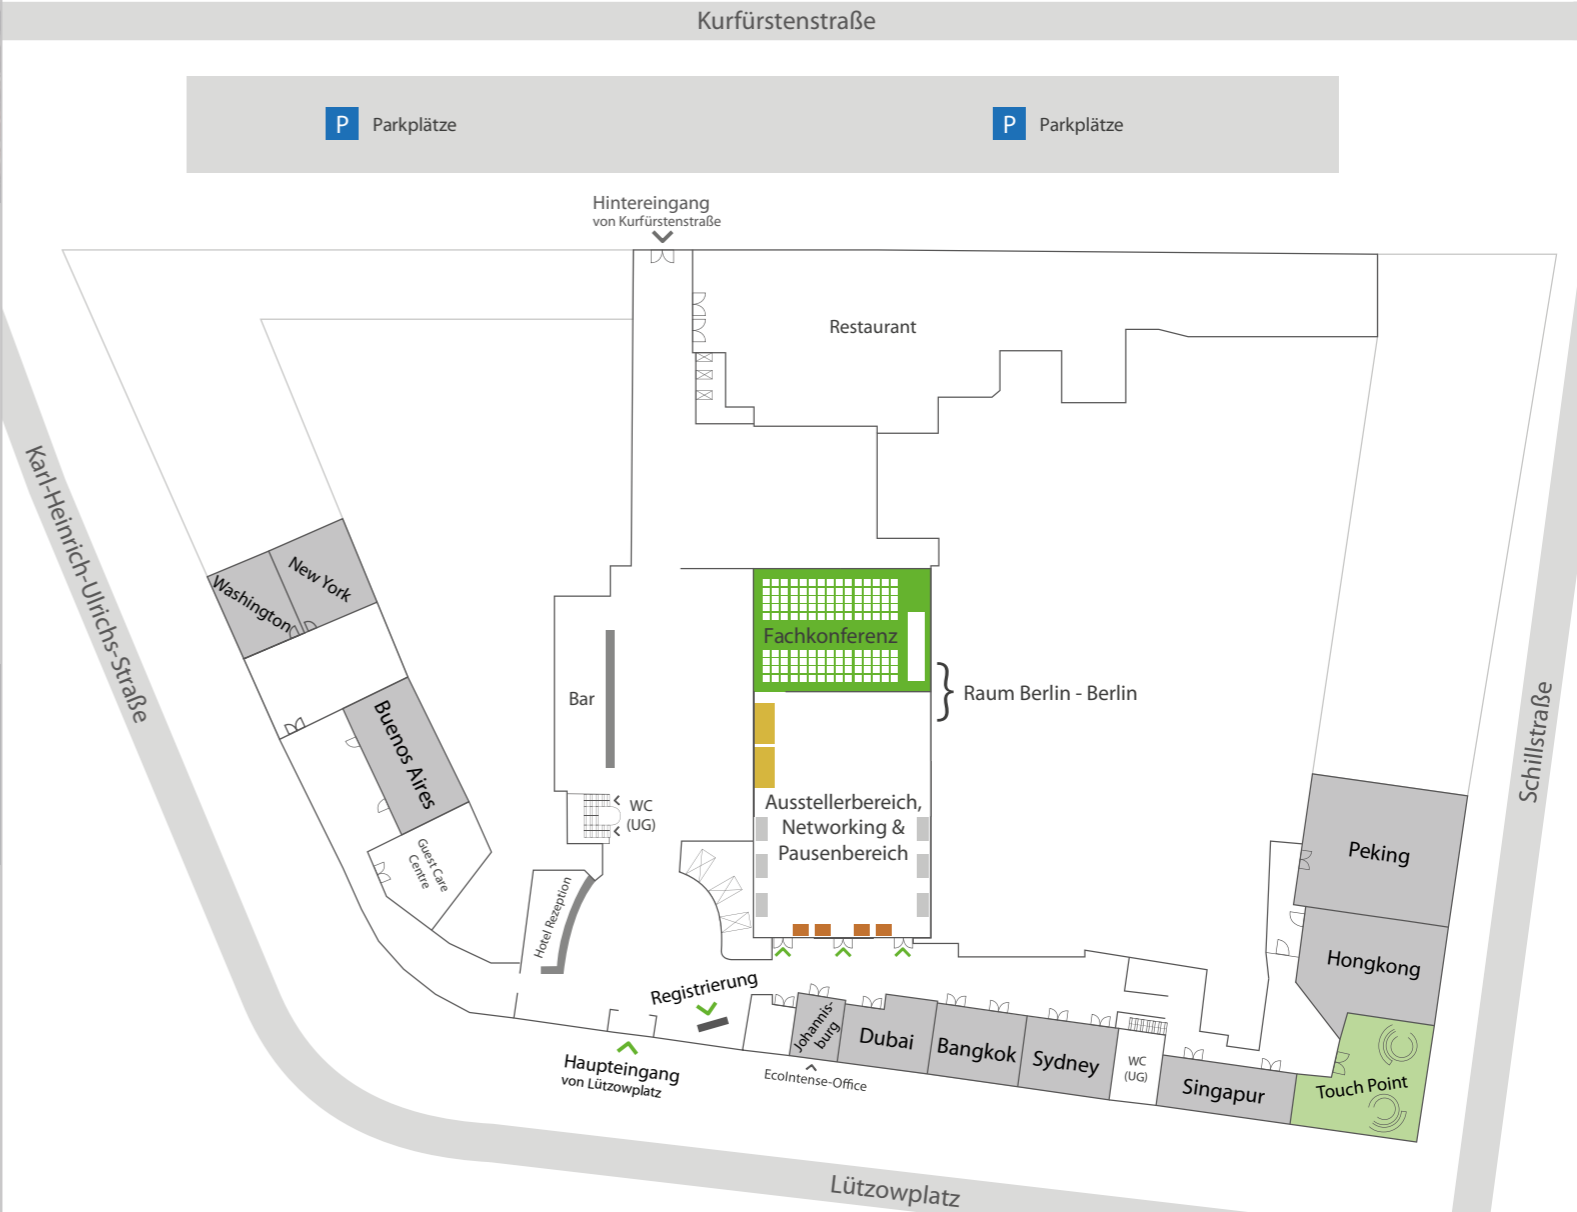 Kurfürstenstraße
P Parkplätze
P Parkplätze
Hintereingang
von Kurfürstenstraße
Restaurant
Karl-Heinrich-Ulrichs-Straße
Washington
New York
Fachkonferenz
Bar
Raum Berlin - Berlin
Buenos Aires
Schillstraße
WC
(UG)
Ausstellerbereich,
Networking &
Pausenbereich
Guest Care
Centre
Peking
Hotel Rezeption
Hongkong
Registrierung
Johannis-
burg
Dubai
Bangkok
Sydney
WC
(UG)
Singapur
Touch Point
Haupteingang
von Lützowplatz
EcoIntense-Office
Lützowplatz